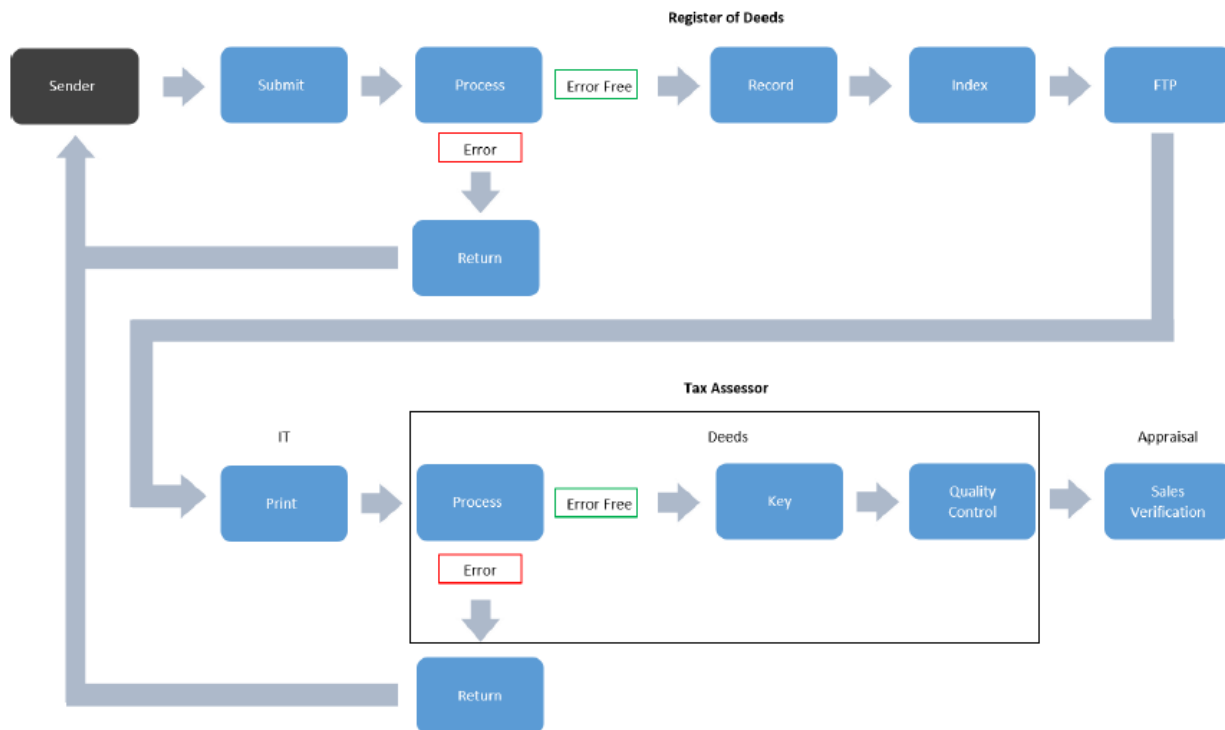 Register of Deeds
Sender
Submit
Process
Error Free
Record
Index
FTP
Error
Return
Tax Assessor
IT
Deeds
Appraisal
Print
Process
Error Free
Key
Quality
Control
Sales
Verification
Error
Return